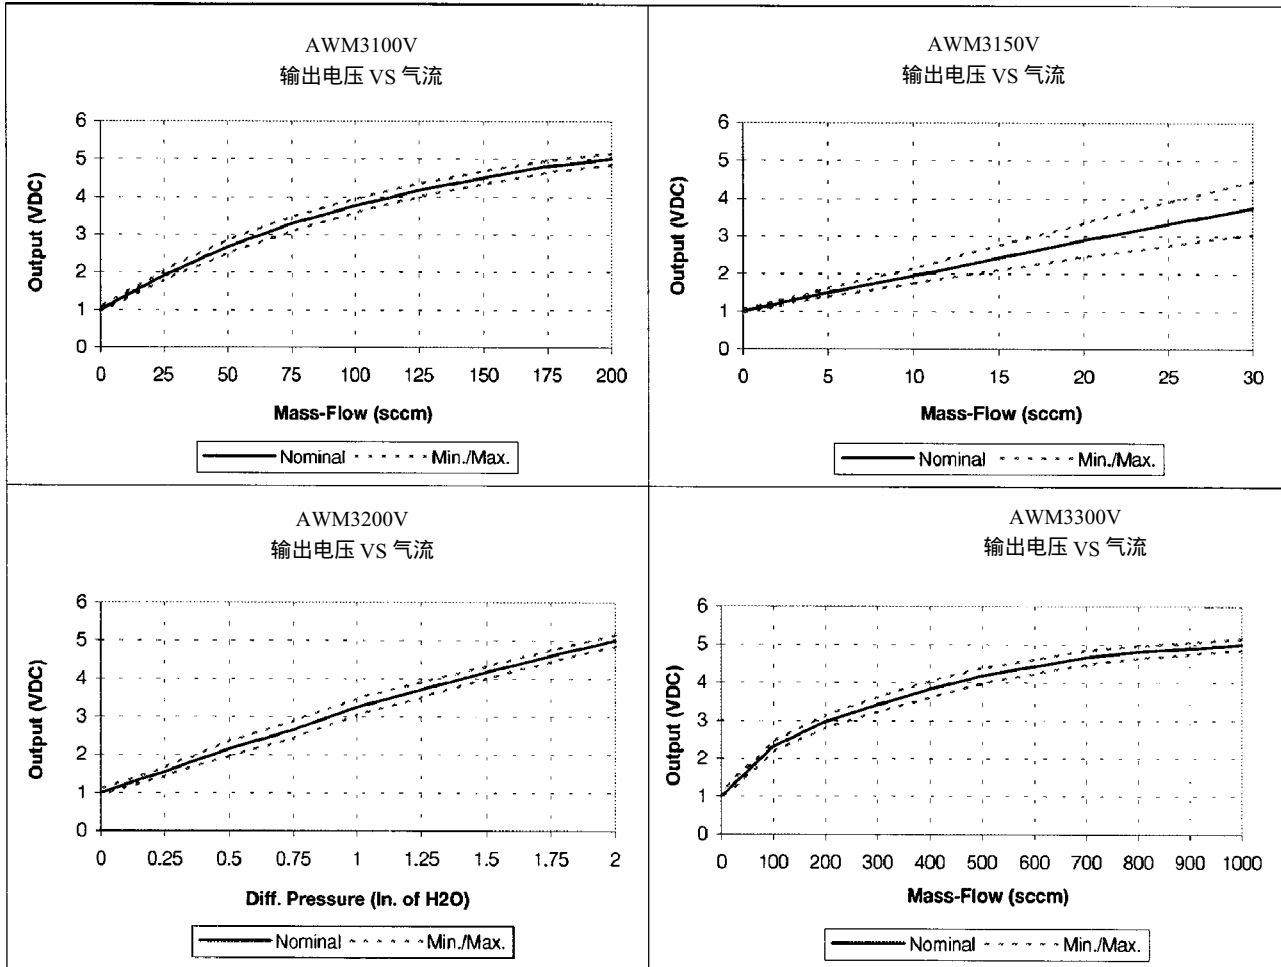 AWM3100V
输出电压 VS 气流
6
5
4
3
2
1
0
Output (VDC)
0 25 50 75 100 125 150 175 200
Mass-Flow (sccm)
Nominal Min./Max.
AWM3150V
输出电压 VS 气流
6
5
4
3
2
1
0
Output (VDC)
0 5 10 15 20 25 30
Mass-Flow (sccm)
Nominal Min./Max.
AWM3200V
输出电压 VS 气流
6
5
4
3
2
1
0
Output (VDC)
0 0.25 0.5 0.75 1 1.25 1.5 1.75 2
Diff. Pressure (In. of H2O)
Nominal Min./Max.
AWM3300V
输出电压 VS 气流
6
5
4
3
2
1
0
Output (VDC)
0 100 200 300 400 500 600 700 800 900 1000
Mass-Flow (sccm)
Nominal Min./Max.